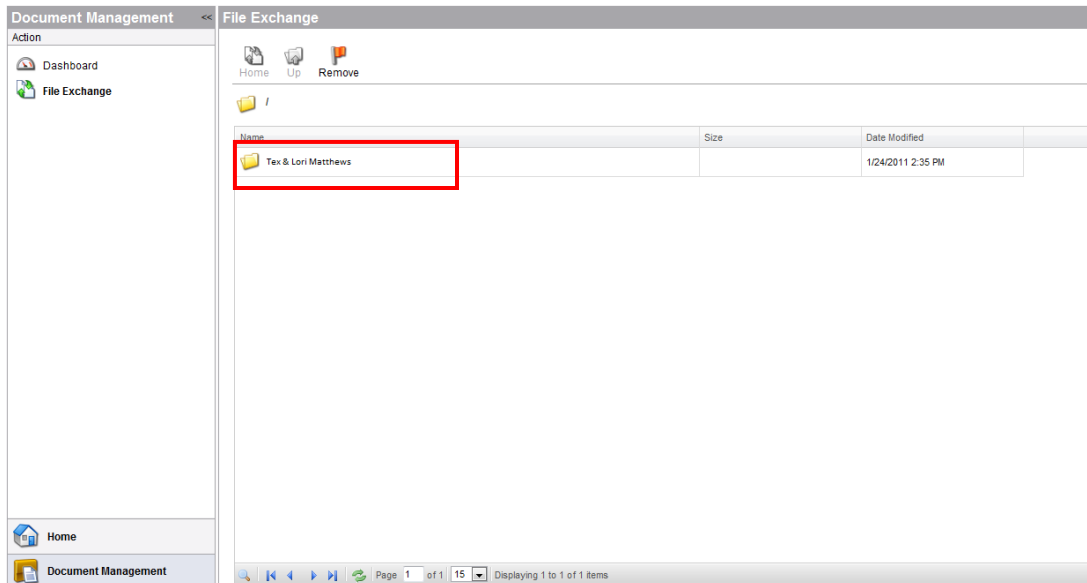 Document Management << File Exchange
Action
Dashboard
File Exchange
Home Up Remove
/
Name Size Date Modified
Tex & Lori Matthews 1/24/2011 2:35 PM
Home
Document Management
Page 1 of 1 15 Displaying 1 to 1 of 1 items